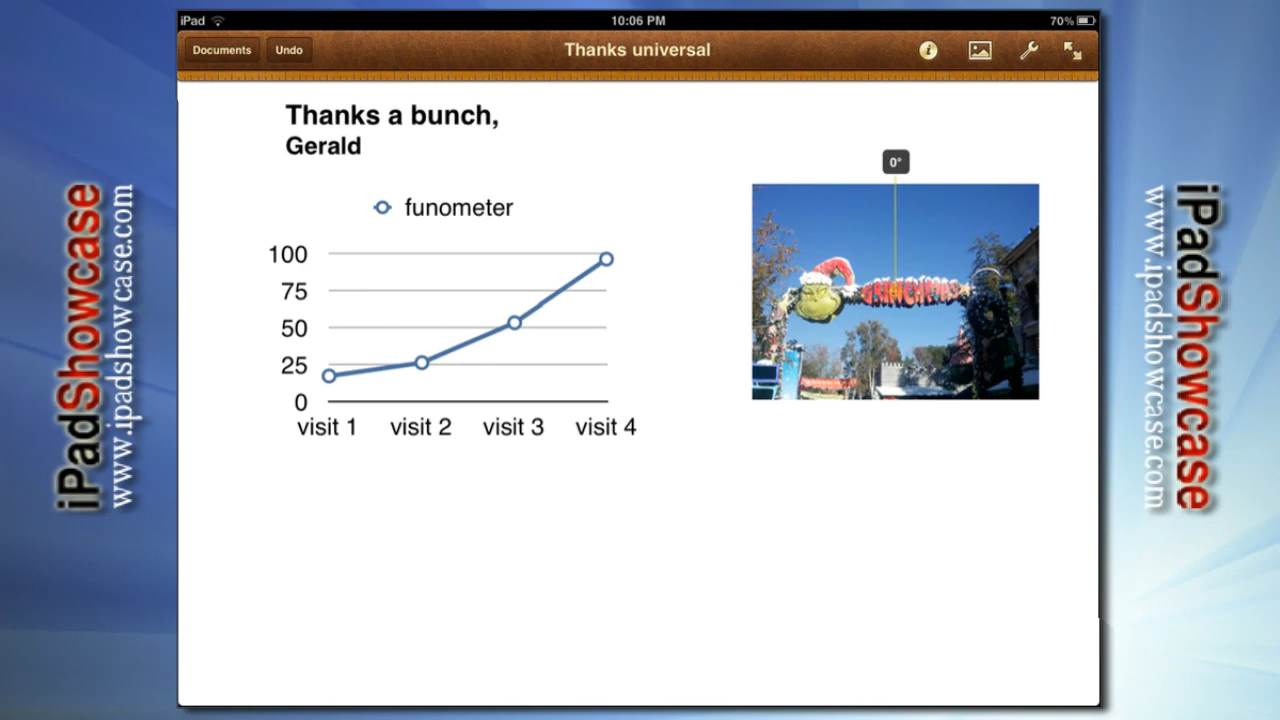 iPad
10:06 PM
70%
Documents
Undo
Thanks universal
Thanks a bunch,
Gerald
funometer
100
75
50
25
0
visit 1
visit 2
visit 3
visit 4
0°
GRINCHMAS
iPadShowcase
www.ipadshowcase.com
iPadShowcase
www.ipadshowcase.com